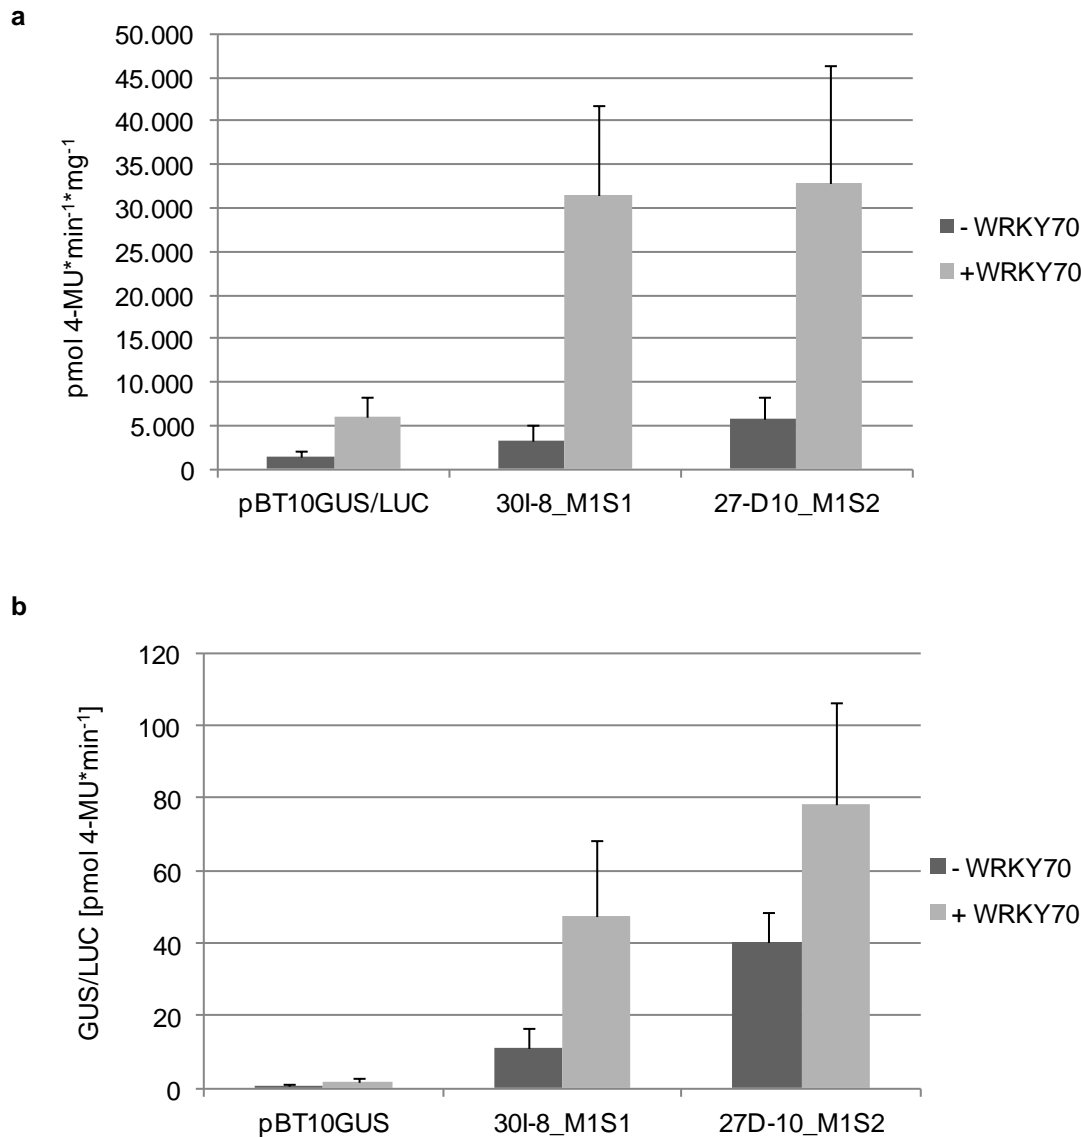 a
50.000
45.000
40.000
35.000
30.000
25.000
20.000
15.000
10.000
5.000
0
pmol 4-MU*min⁻¹*mg⁻¹
pBT10GUS/LUC
30I-8_M1S1
27-D10_M1S2
- WRKY70
+WRKY70
b
120
100
80
60
40
20
0
GUS/LUC [pmol 4-MU*min⁻¹]
pBT10GUS
30I-8_M1S1
27D-10_M1S2
- WRKY70
+ WRKY70